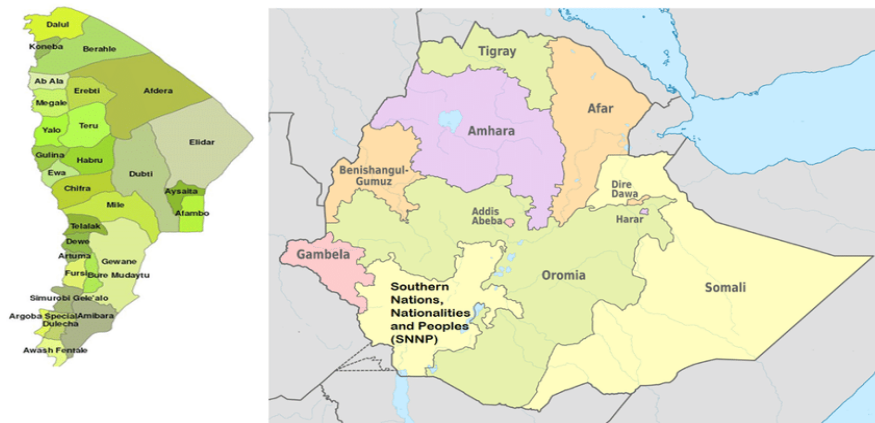 Dalul
Koneba
Berahle
Ab Ala
Afdera
Erebti
Megale
Yalo
Teru
Elidar
Gulina
Habru
Ewa
Dubti
Chifra
Aysaita
Mile
Afambo
Telalak
Dewe
Artuma
Gewane
Fursi
Bure Mudaytu
Simurobi Gele'alo
Argoba Special
Amibara
Dulecha
Awash Fentale
Tigray
Afar
Amhara
Benishangul-
Gumuz
Dire
Dawa
Addis
Abeba
Harar
Gambela
Oromia
Somali
Southern
Nations,
Nationalities
and Peoples
(SNNP)